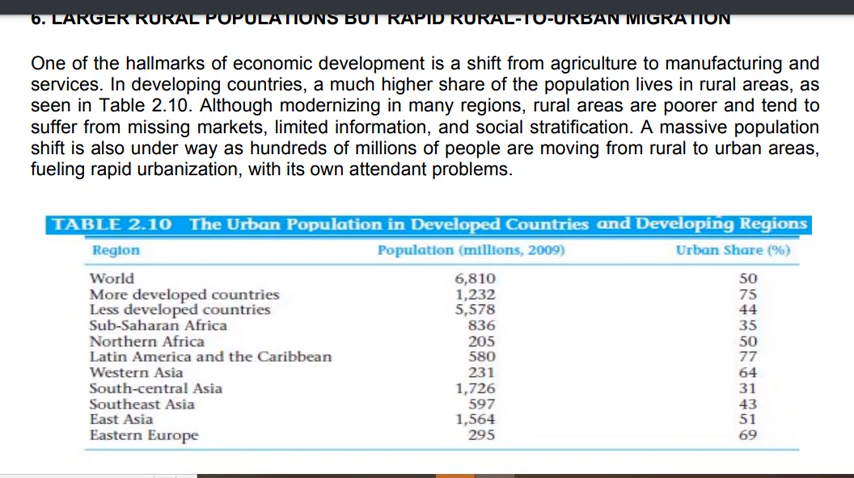 6. LARGER RURAL POPULATIONS BUT RAPID RURAL-TO-URBAN MIGRATION
One of the hallmarks of economic development is a shift from agriculture to manufacturing and
services. In developing countries, a much higher share of the population lives in rural areas, as
seen in Table 2.10. Although modernizing in many regions, rural areas are poorer and tend to
suffer from missing markets, limited information, and social stratification. A massive population
shift is also under way as hundreds of millions of people are moving from rural to urban areas,
fueling rapid urbanization, with its own attendant problems.
TABLE 2.10 The Urban Population in Developed Countries and Developing Regions
Region Population (millions, 2009) Urban Share (%)
World 6,810 50
More developed countries 1,232 75
Less developed countries 5,578 44
Sub-Saharan Africa 836 35
Northern Africa 205 50
Latin America and the Caribbean 580 77
Western Asia 231 64
South-central Asia 1,726 31
Southeast Asia 597 43
East Asia 1,564 51
Eastern Europe 295 69